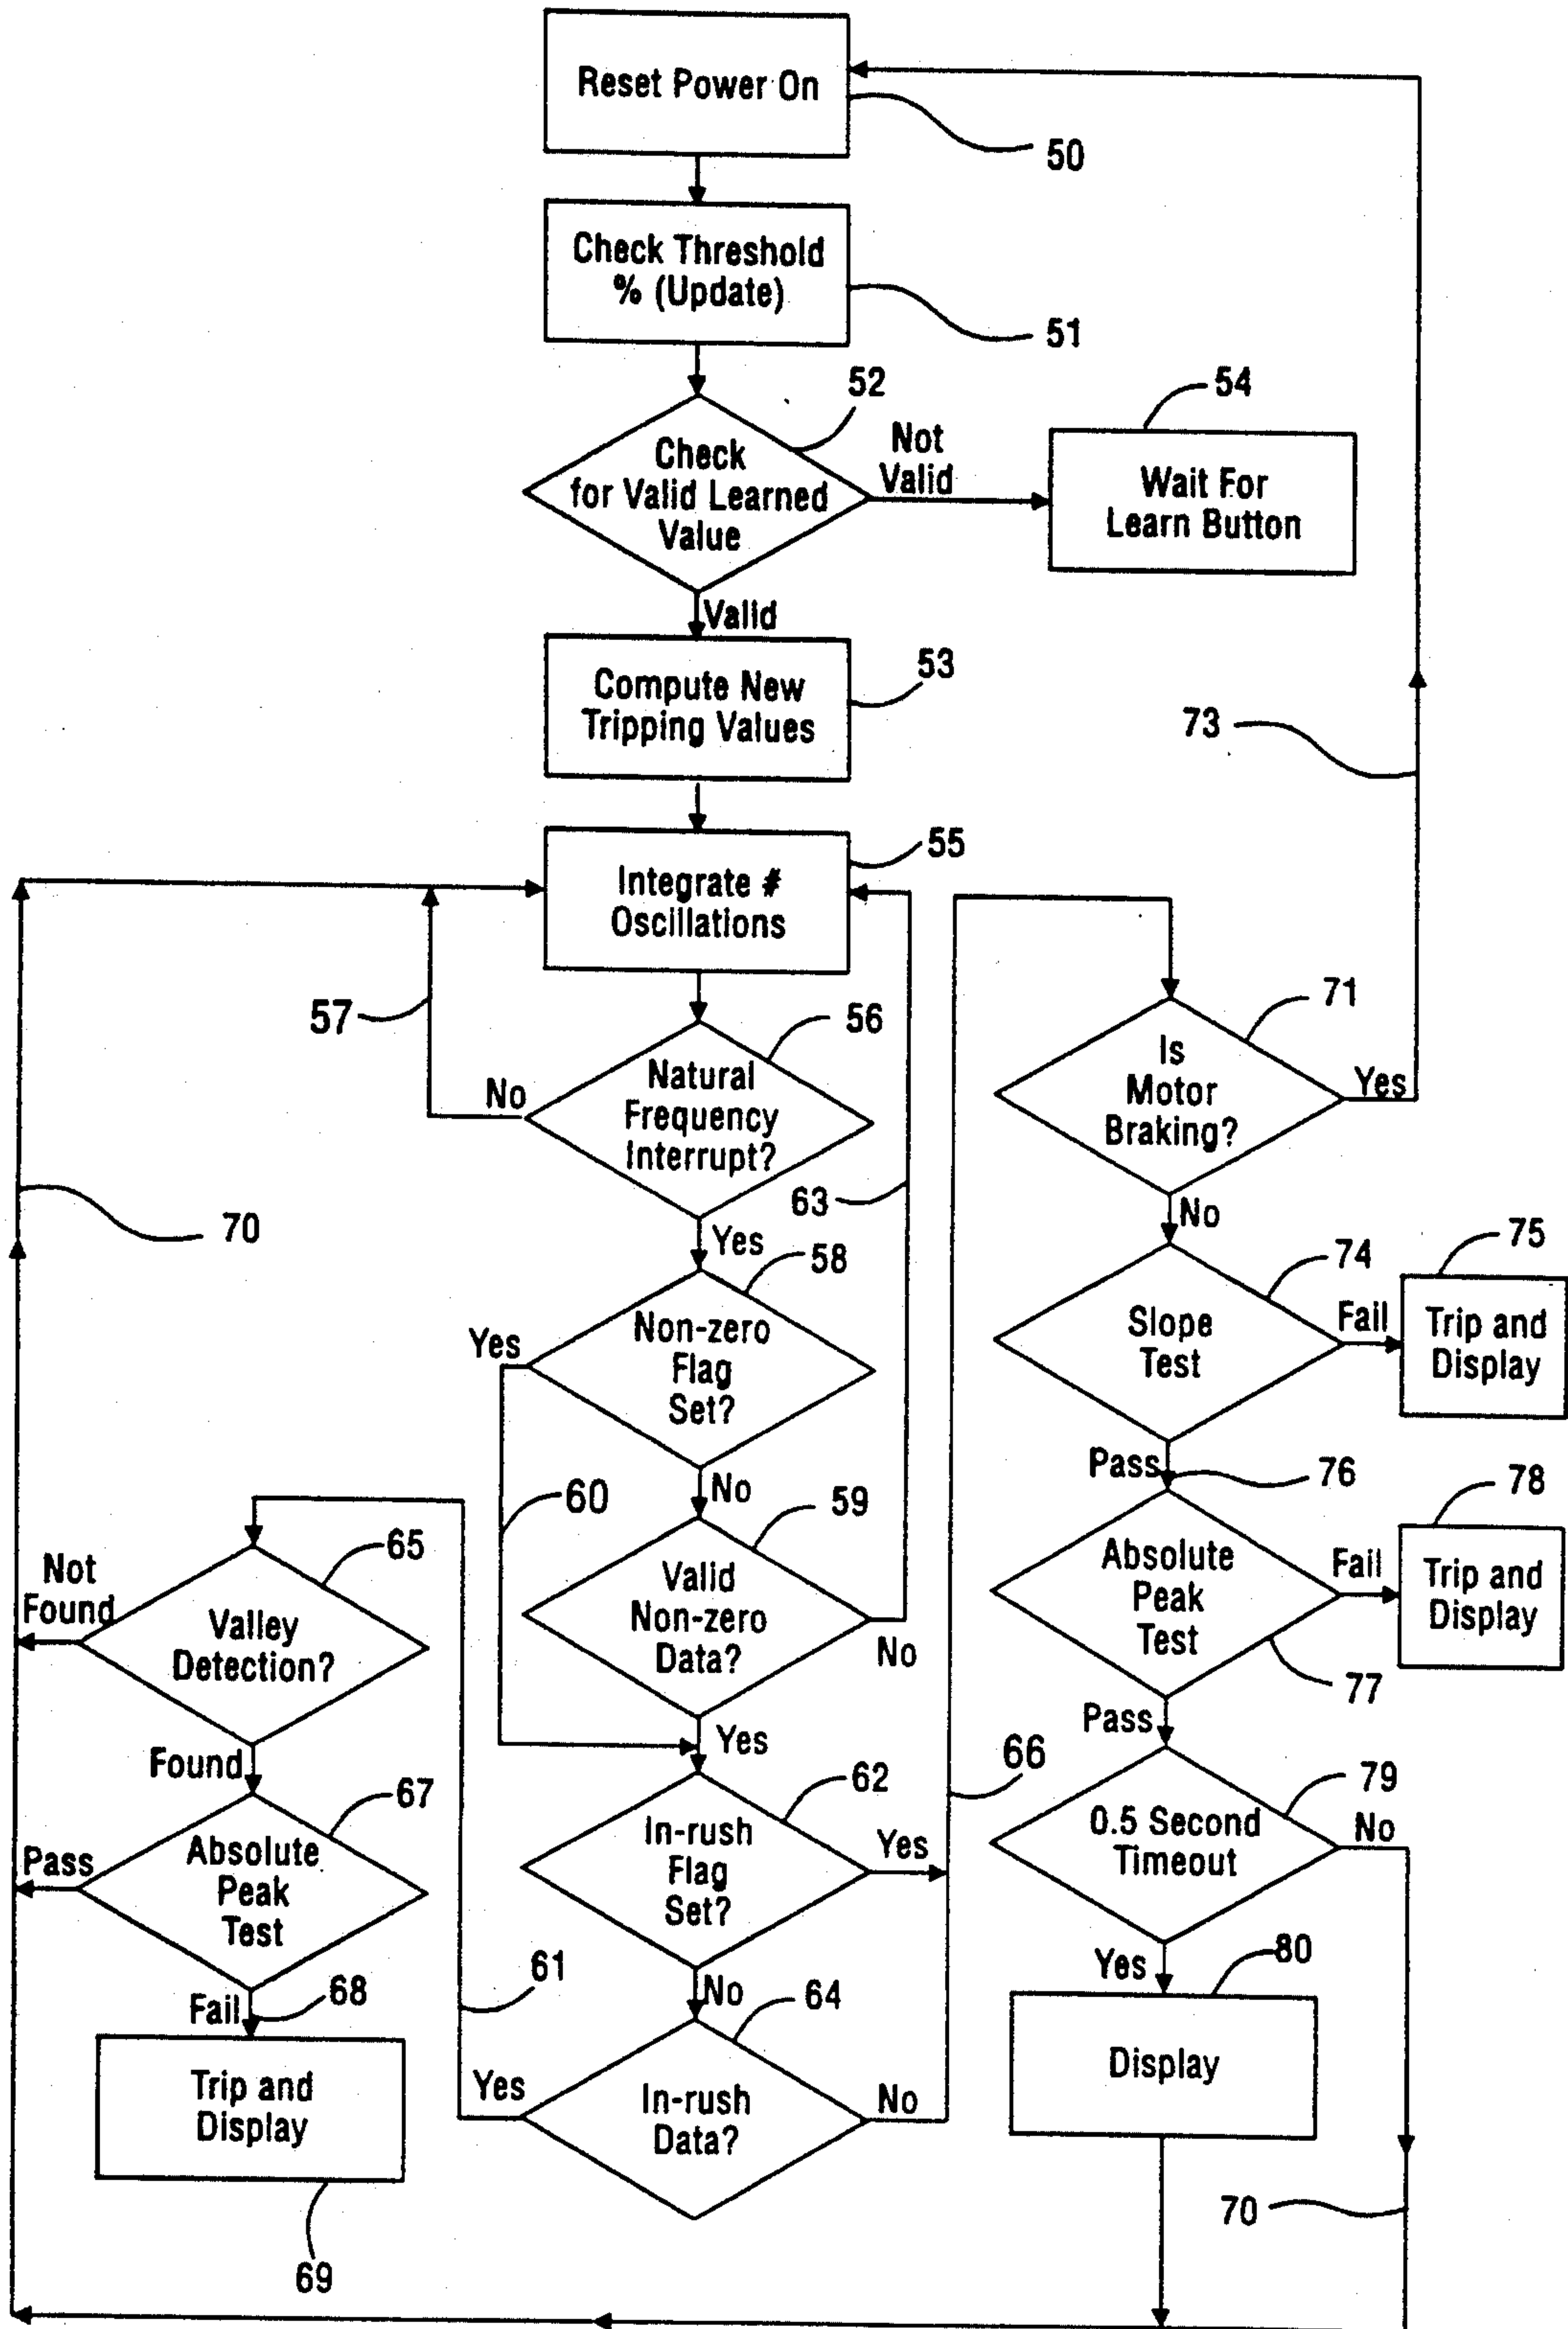 Reset Power On
50
Check Threshold
% (Update)
51
52
Check
for Valid Learned
Value
Not
Valid
54
Wait For
Learn Button
Valid
53
Compute New
Tripping Values
73
55
Integrate #
Oscillations
57
56
Natural
Frequency
Interrupt?
No
Yes
63
70
58
Non-zero
Flag
Set?
Yes
No
60
59
Valid
Non-zero
Data?
No
Yes
65
Not
Found
Valley
Detection?
Found
67
Pass
Absolute
Peak
Test
Fail
68
Trip and
Display
69
61
62
In-rush
Flag
Set?
Yes
66
No
64
In-rush
Data?
Yes
No
71
Is
Motor
Braking?
Yes
No
74
Slope
Test
Fail
75
Trip and
Display
Pass
76
Absolute
Peak
Test
77
Fail
78
Trip and
Display
Pass
79
0.5 Second
Timeout
No
Yes
80
Display
70